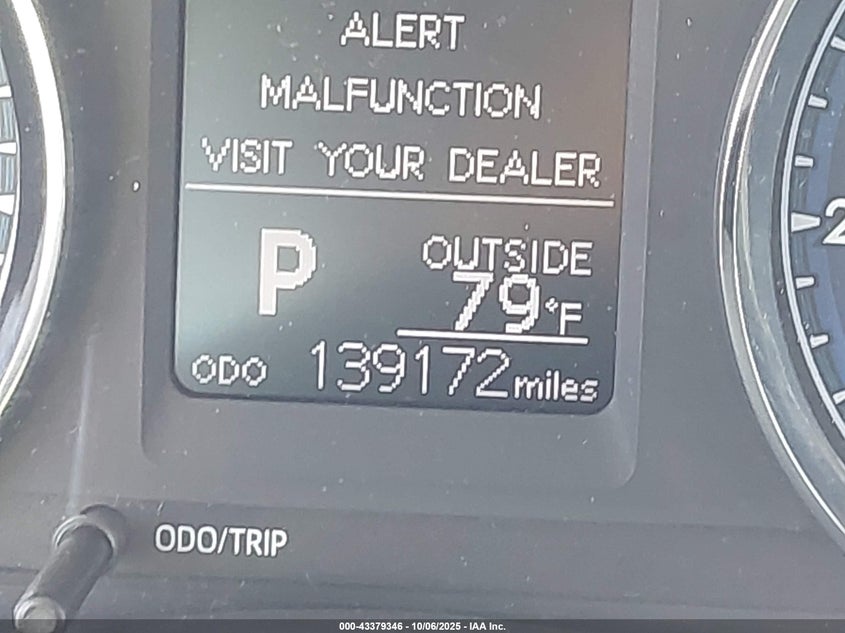 ALERT
MALFUNCTION
VISIT YOUR DEALER
P
OUTSIDE
79°F
ODO 139172 miles
2
ODO/TRIP
000-43379346 - 10/06/2025 - IAA Inc.